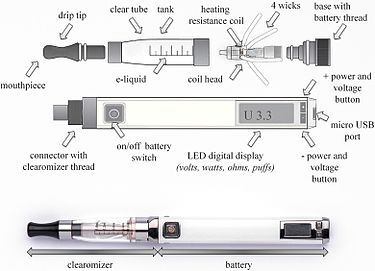 drip tip
clear tube
tank
heating
resistance coil
4 wicks
base with
battery thread
mouthpiece
e-liquid
coil head
+ power and
voltage
button
U 3.3
micro USB
port
connector with
clearomizer thread
on/off battery
switch
LED digital display
(volts, watts, ohms, puffs)
- power and
voltage
button
clearomizer
battery